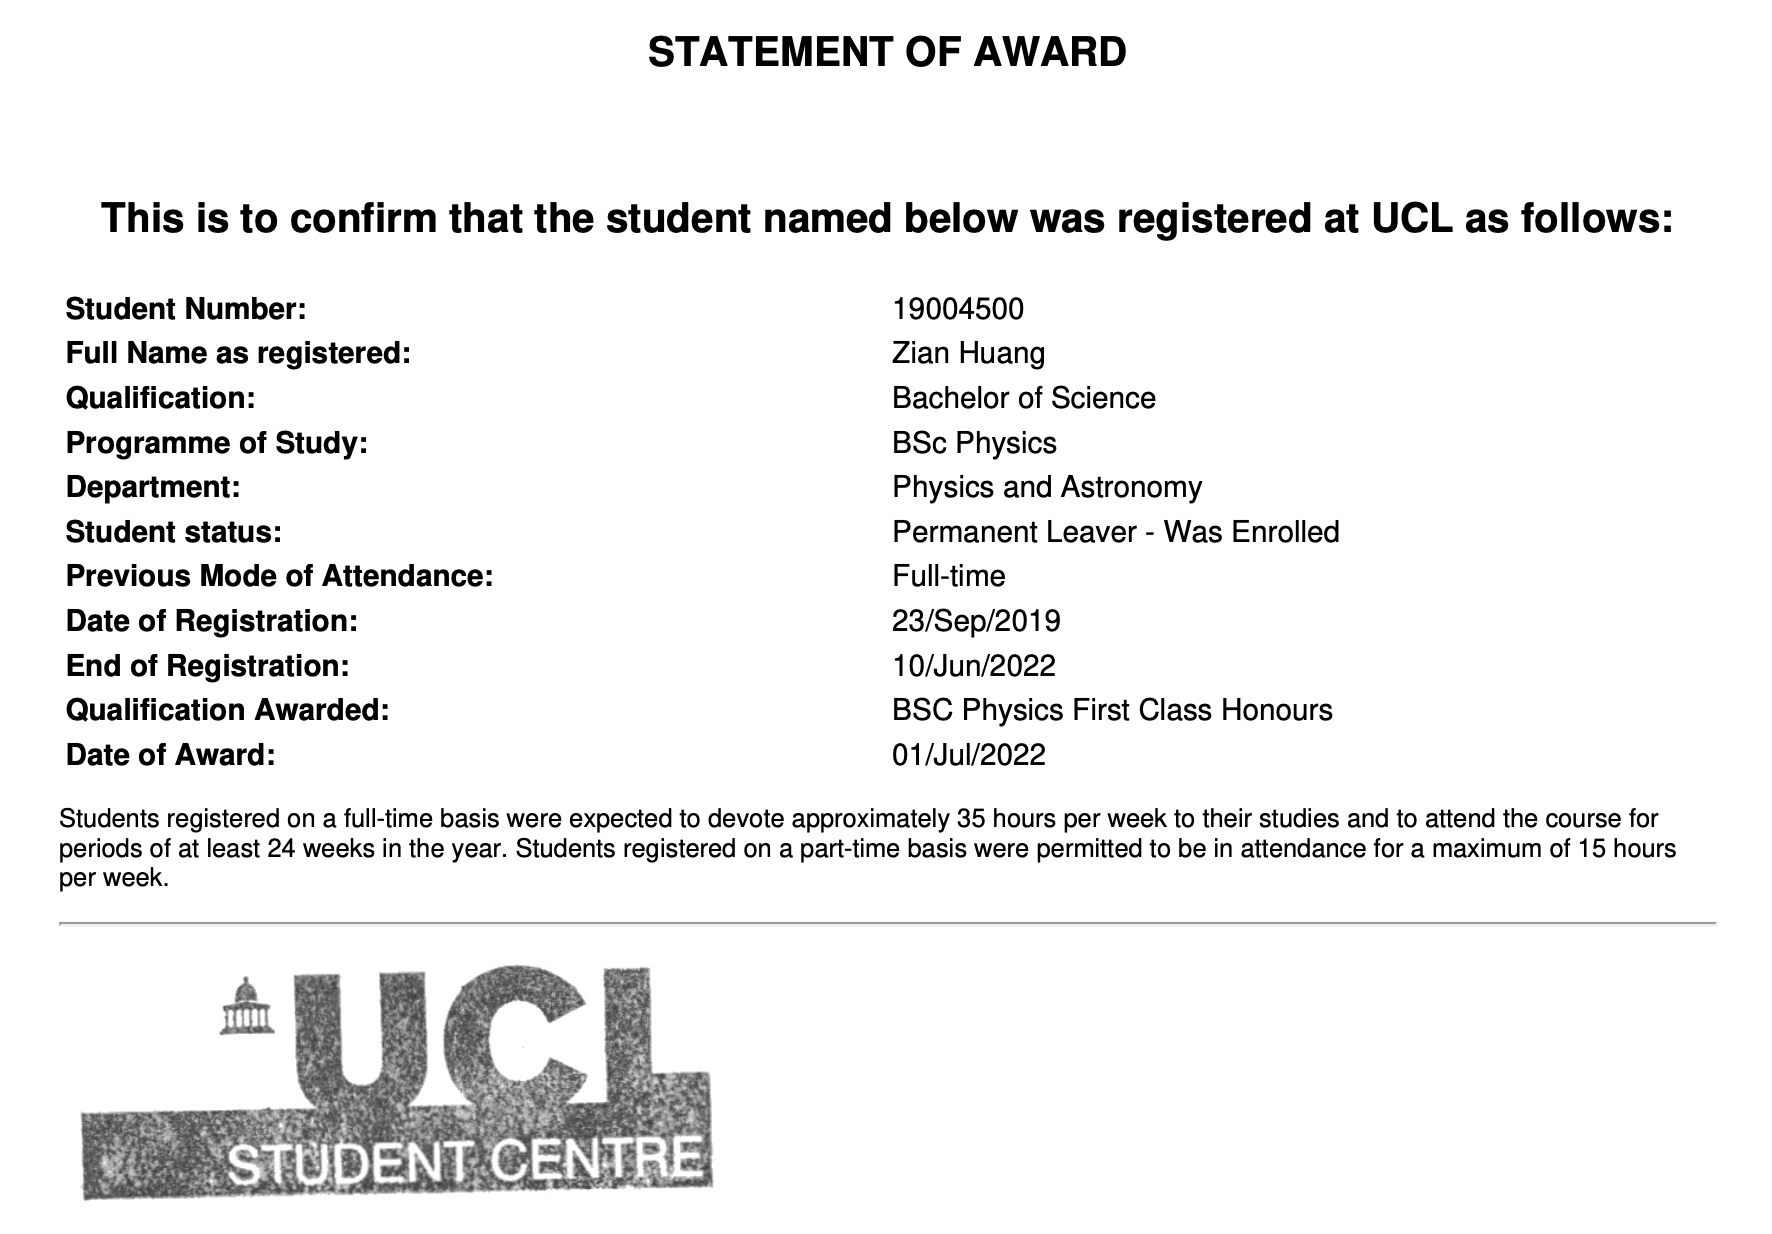 STATEMENT OF AWARD
This is to confirm that the student named below was registered at UCL as follows:
Student Number: 19004500
Full Name as registered: Zian Huang
Qualification: Bachelor of Science
Programme of Study: BSc Physics
Department: Physics and Astronomy
Student status: Permanent Leaver - Was Enrolled
Previous Mode of Attendance: Full-time
Date of Registration: 23/Sep/2019
End of Registration: 10/Jun/2022
Qualification Awarded: BSC Physics First Class Honours
Date of Award: 01/Jul/2022
Students registered on a full-time basis were expected to devote approximately 35 hours per week to their studies and to attend the course for
periods of at least 24 weeks in the year. Students registered on a part-time basis were permitted to be in attendance for a maximum of 15 hours
per week.
UCL
STUDENT CENTRE